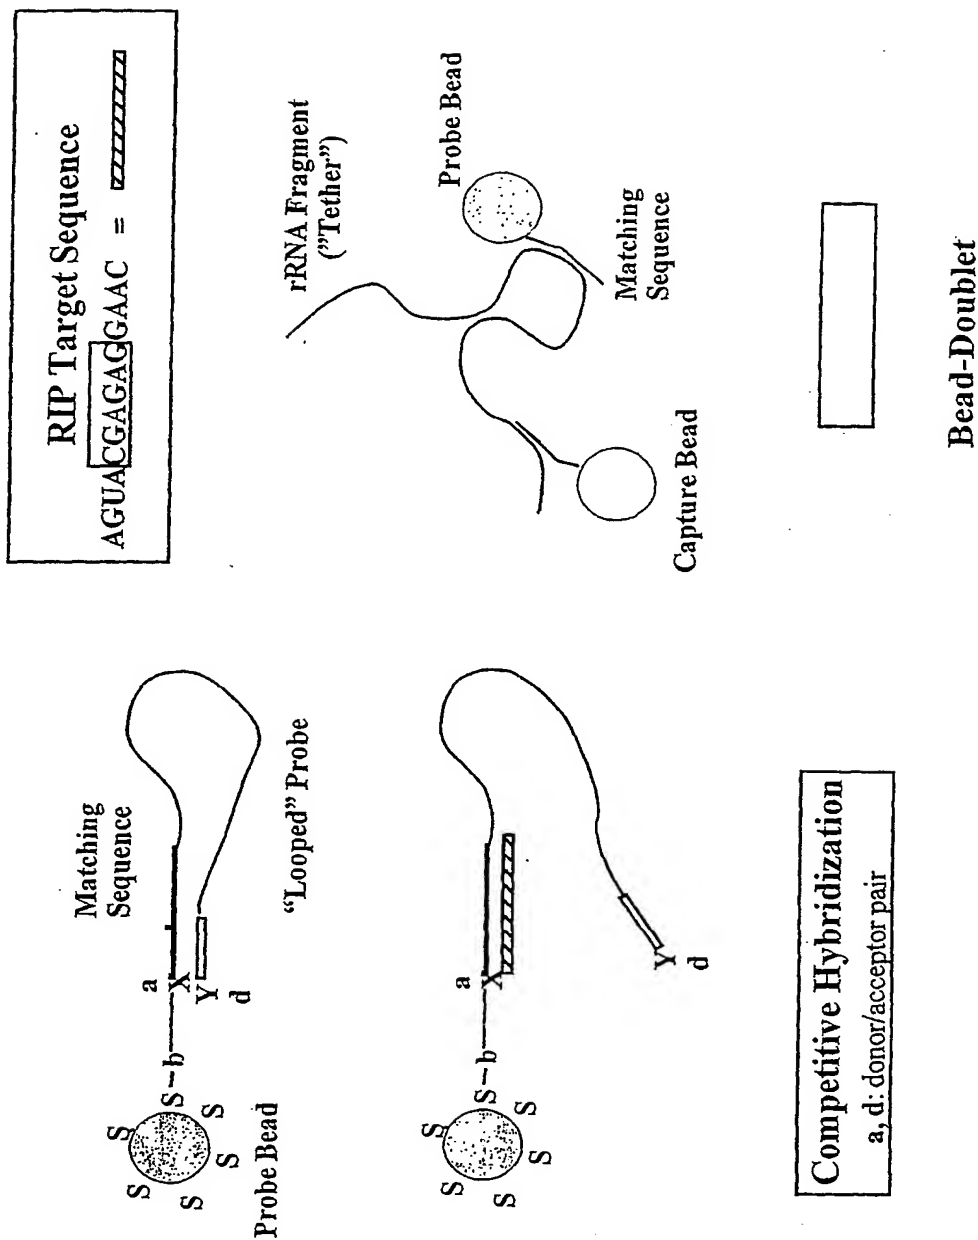 Matching
Sequence
S
S
S–b
a
X
Y
d
S
S
S
Probe Bead
"Looped" Probe
S
S
S–b
a
X
Y
d
S
S
S
Competitive Hybridization
a, d: donor/acceptor pair
RIP Target Sequence
AGUACGAGAGGAAC =
rRNA Fragment
("Tether")
Probe Bead
Matching
Sequence
Capture Bead
Bead-Doublet